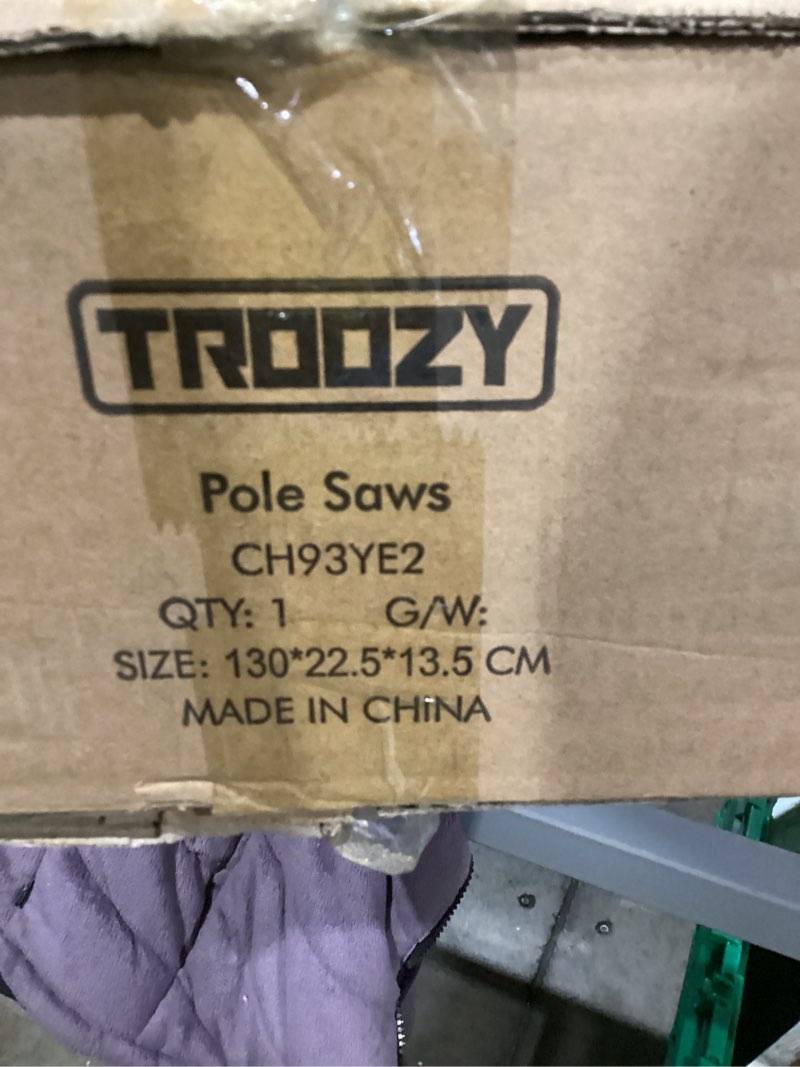 TROOZY
Pole Saws
CH93YE2
QTY: 1 G/W:
SIZE: 130*22.5*13.5 CM
MADE IN CHINA